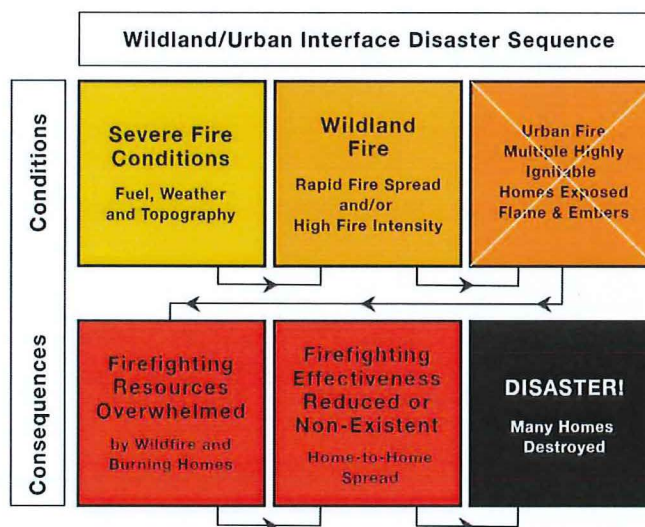 Wildland/Urban Interface Disaster Sequence
Conditions
Severe Fire
Conditions
Fuel, Weather
and Topography
Wildland
Fire
Rapid Fire Spread
and/or
High Fire Intensity
Urban Fire
Multiple Highly
Ignitable
Homes Exposed
Flame & Embers
Consequences
Firefighting
Resources
Overwhelmed
by Wildfire and
Burning Homes
Firefighting
Effectiveness
Reduced or
Non-Existent
Home-to-Home
Spread
DISASTER!
Many Homes
Destroyed